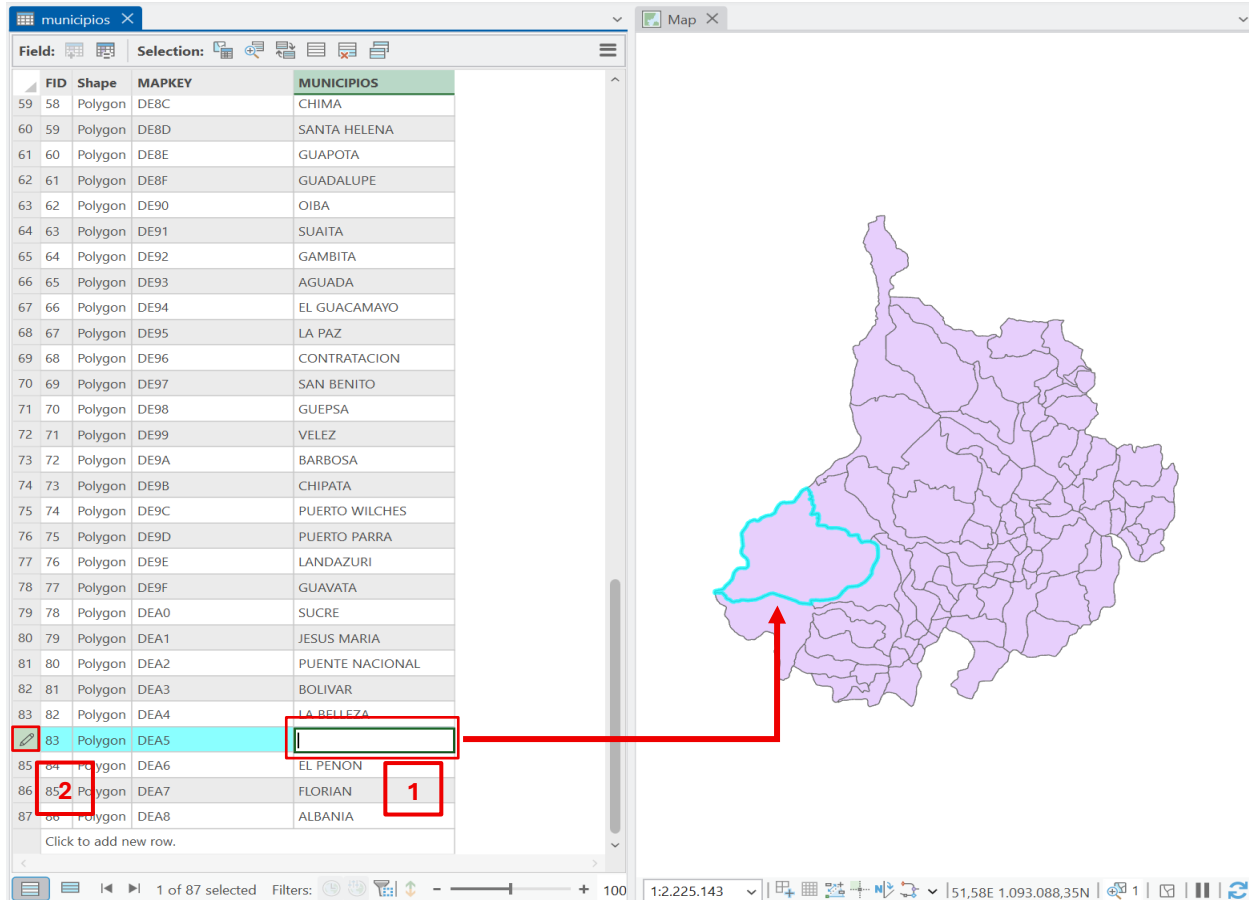 municipios
Map
Field: Selection:
FID Shape MAPKEY MUNICIPIOS
59 58 Polygon DE8C CHIMA
60 59 Polygon DE8D SANTA HELENA
61 60 Polygon DE8E GUAPOTA
62 61 Polygon DE8F GUADALUPE
63 62 Polygon DE90 OIBA
64 63 Polygon DE91 SUAITA
65 64 Polygon DE92 GAMBITA
66 65 Polygon DE93 AGUADA
67 66 Polygon DE94 EL GUACAMAYO
68 67 Polygon DE95 LA PAZ
69 68 Polygon DE96 CONTRATACION
70 69 Polygon DE97 SAN BENITO
71 70 Polygon DE98 GUEPSA
72 71 Polygon DE99 VELEZ
73 72 Polygon DE9A BARBOSA
74 73 Polygon DE9B CHIPATA
75 74 Polygon DE9C PUERTO WILCHES
76 75 Polygon DE9D PUERTO PARRA
77 76 Polygon DE9E LANDAZURI
78 77 Polygon DE9F GUAVATA
79 78 Polygon DEA0 SUCRE
80 79 Polygon DEA1 JESUS MARIA
81 80 Polygon DEA2 PUENTE NACIONAL
82 81 Polygon DEA3 BOLIVAR
83 82 Polygon DEA4 LA BELLEZA
83 Polygon DEA5
85 84 Polygon DEA6 EL PENON
86 85 Polygon DEA7 FLORIAN
2
1
87 86 Polygon DEA8 ALBANIA
Click to add new row.
1 of 87 selected Filters: 100
1:2.225.143 51,58E 1.093.088,35N 1